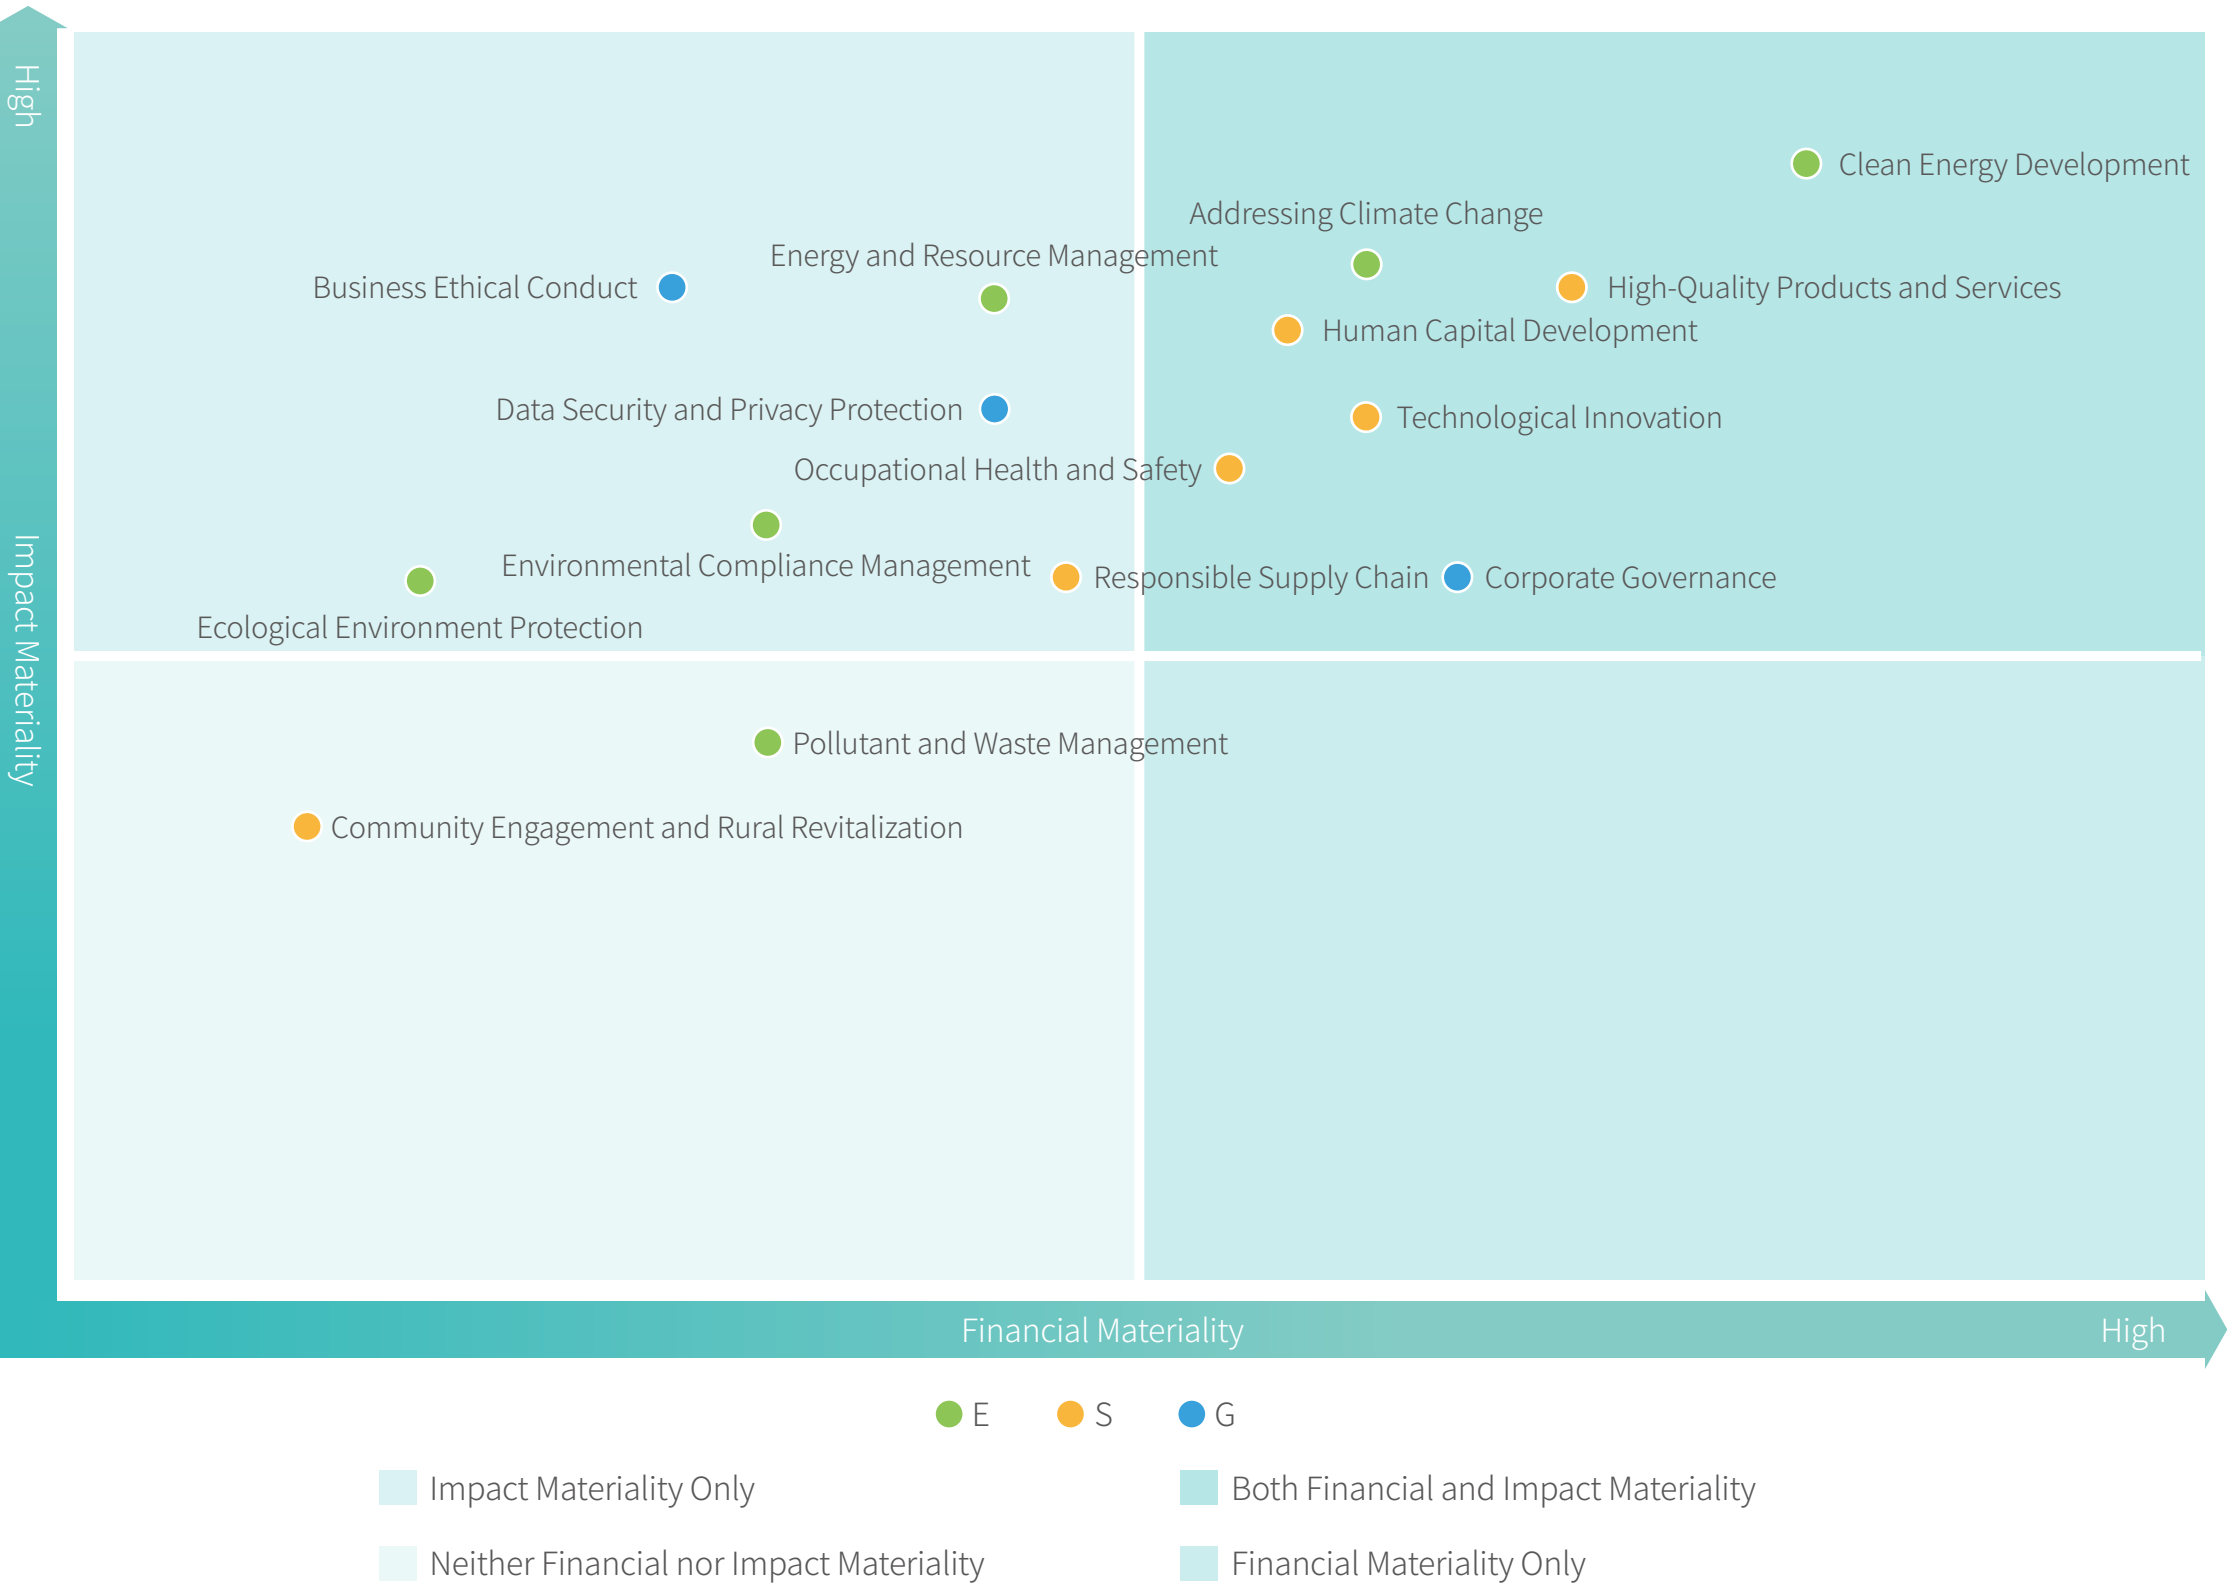 High
Impact Materiality
Clean Energy Development
Addressing Climate Change
Energy and Resource Management
Business Ethical Conduct
High-Quality Products and Services
Human Capital Development
Data Security and Privacy Protection
Technological Innovation
Occupational Health and Safety
Environmental Compliance Management
Responsible Supply Chain
Corporate Governance
Ecological Environment Protection
Pollutant and Waste Management
Community Engagement and Rural Revitalization
Financial Materiality
High
E
S
G
Impact Materiality Only
Both Financial and Impact Materiality
Neither Financial nor Impact Materiality
Financial Materiality Only